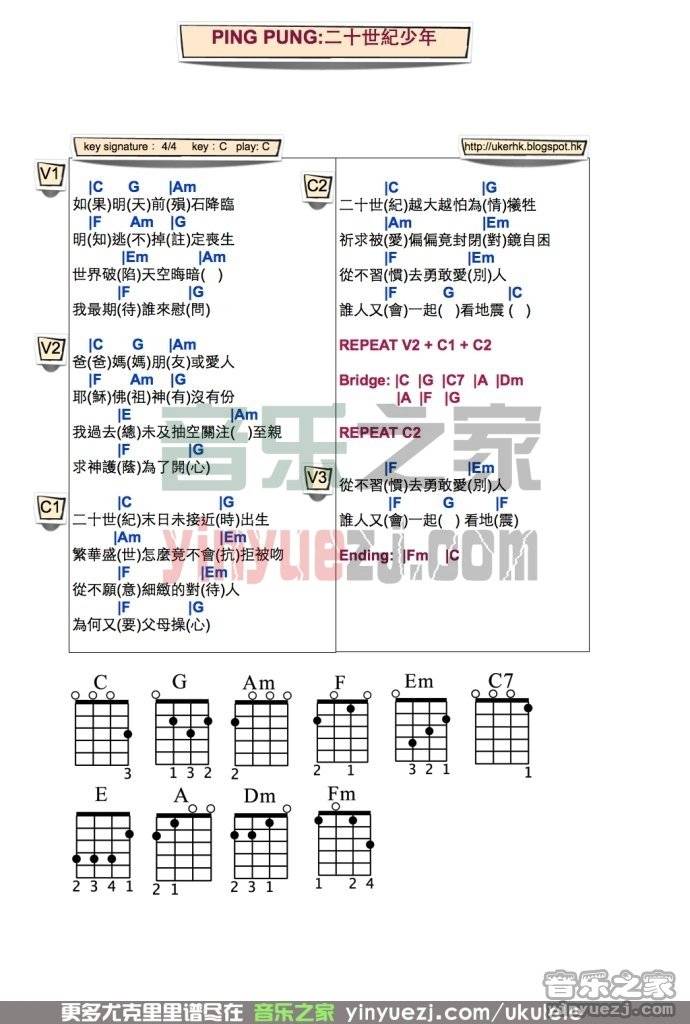 PING PUNG:二十世紀少年
key signature： 4/4 key：C play: C
http://ukerhk.blogspot.hk
V1
|C G |Am
如(果)明(天)前(殞)石降臨
|F Am |G
明(知)逃(不)掉(註)定喪生
|Em |Am
世界破(陷)天空晦暗( )
|F |G
我最期(待)誰來慰(問)
V2
|C G |Am
爸(爸)媽(媽)朋(友)或愛人
|F Am |G
耶(穌)佛(祖)神(有)沒有份
|E |Am
我過去(總)未及抽空關注( )至親
|F |G
求神護(蔭)為了開(心)
C1
|C |G
二十世(紀)末日未接近(時)出生
|Am |Em
繁華盛(世)怎麼竟不會(抗)拒被吻
|F |Em
從不願(意)細緻的對(待)人
|F |G
為何又(要)父母操(心)
C2
|C |G
二十世(紀)越大越怕為(情)犧牲
|Am |Em
祈求被(愛)偏偏竟封閉(對)鏡自困
|F |Em
從不習(慣)去勇敢愛(別)人
|F G |C
誰人又(會)一起( )看地震 ( )
REPEAT V2 + C1 + C2
Bridge: |C |G |C7 |A |Dm
|A |F |G
REPEAT C2
V3
|F |Em
從不習(慣)去勇敢愛(別)人
|F G |F
誰人又(會)一起( ) 看地(震)
Ending: |Fm |C
音乐之家
yinyuezj.com
C G Am F Em C7
3 1 3 2 2 2 1 3 2 1 1
E A Dm Fm
2 3 4 1 2 1 2 3 1 1 2 4
音乐之家
yinyuezj.com
更多尤克里里谱尽在 音乐之家 yinyuezj.com/ukulele